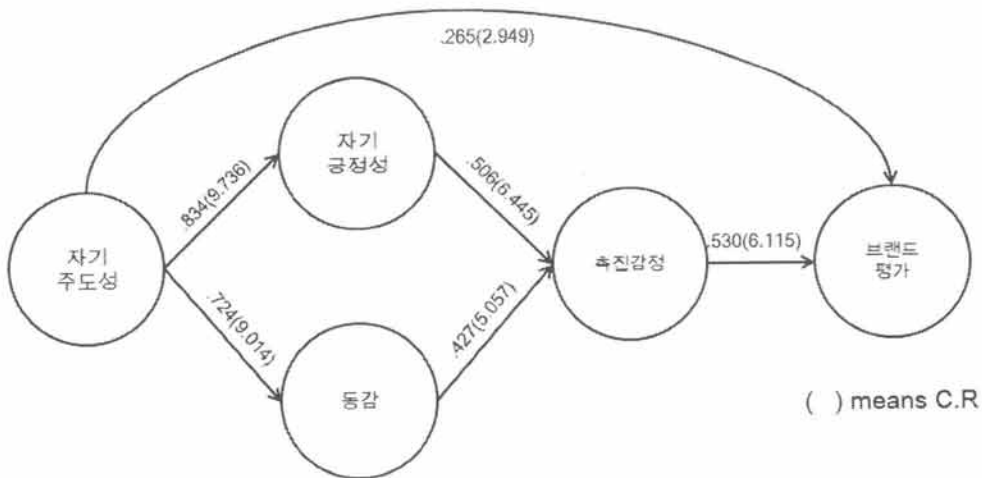 .265(2.949)
자기
긍정성
.834(9.736)
.506(6.445)
자기
주도성
촉진감정
.530(6.115)
브랜드
평가
.724(9.014)
.427(5.057)
동감
( ) means C.R